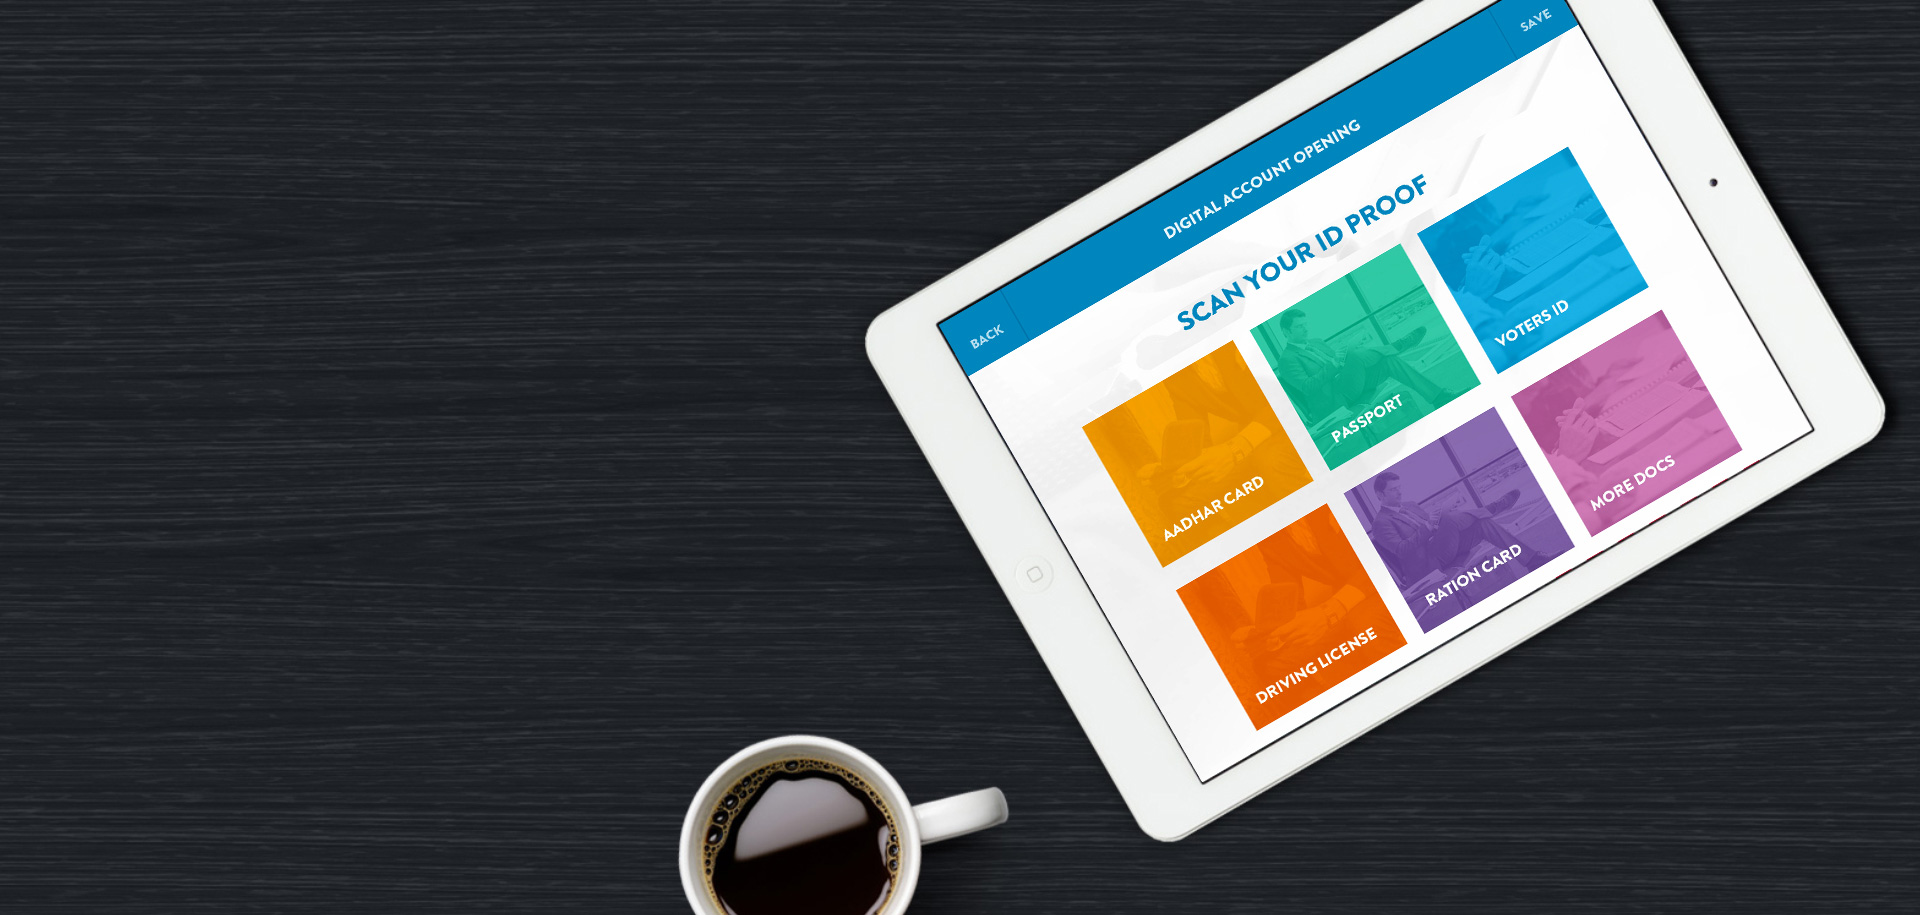 BACK
DIGITAL ACCOUNT OPENING
SAVE
SCAN YOUR ID PROOF
AADHAR CARD
PASSPORT
VOTERS ID
DRIVING LICENSE
RATION CARD
MORE DOCS